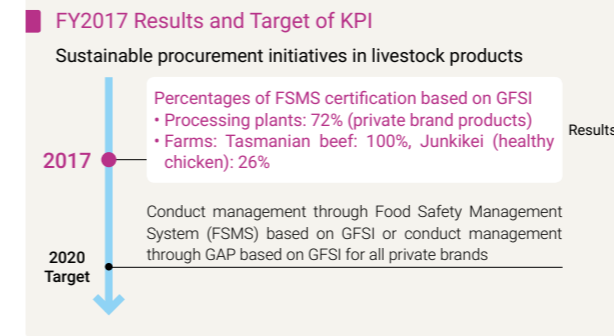 FY2017 Results and Target of KPI
Sustainable procurement initiatives in livestock products
Percentages of FSMS certification based on GFSI
• Processing plants: 72% (private brand products)
• Farms: Tasmanian beef: 100%, Junkikei (healthy
chicken): 26%
Results
2017
Conduct management through Food Safety Management
System (FSMS) based on GFSI or conduct management
through GAP based on GFSI for all private brands
2020
Target